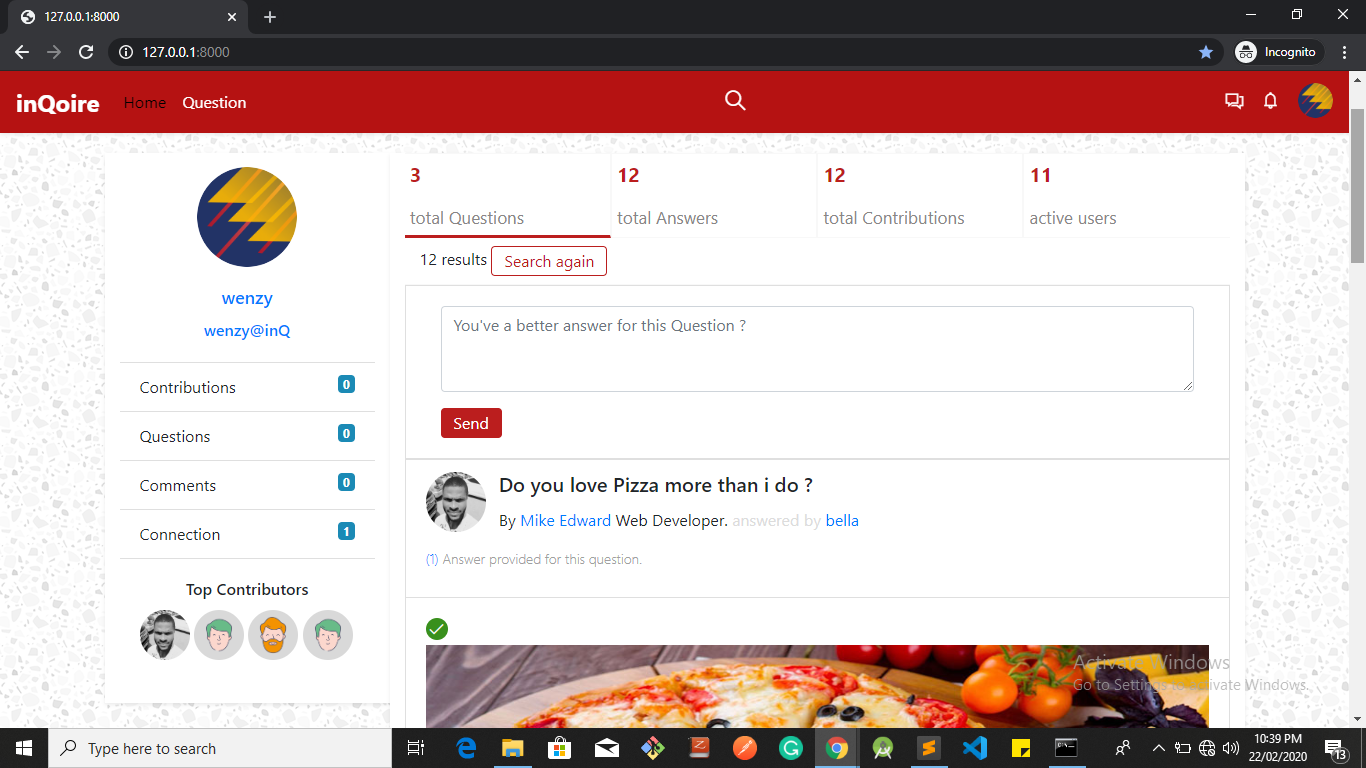 127.0.0.1:8000
127.0.0.1:8000
Incognito
inQoire Home Question
wenzy
wenzy@inQ
Contributions 0
Questions 0
Comments 0
Connection 1
Top Contributors
3
total Questions
12
total Answers
12
total Contributions
11
active users
12 results Search again
You've a better answer for this Question ?
Send
Do you love Pizza more than i do ?
By Mike Edward Web Developer. answered by bella
(1) Answer provided for this question.
Activate Windows
Go to Settings to activate Windows.
Type here to search
10:39 PM
22/02/2020
13